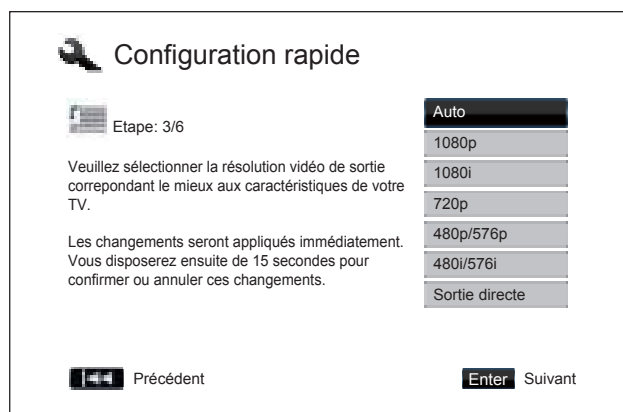 Configuration rapide
Etape: 3/6
Veuillez sélectionner la résolution vidéo de sortie
correpondant le mieux aux caractéristiques de votre
TV.
Les changements seront appliqués immédiatement.
Vous disposerez ensuite de 15 secondes pour
confirmer ou annuler ces changements.
Auto
1080p
1080i
720p
480p/576p
480i/576i
Sortie directe
Précédent
Enter Suivant